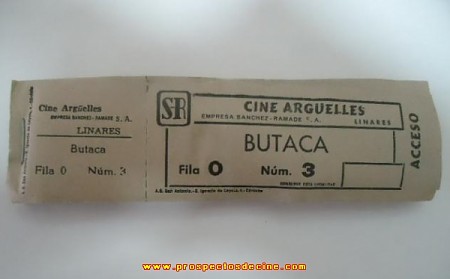 Cine Argüelles
EMPRESA SANCHEZ - RAMADE S. A.
LINARES
Butaca
Fila 0 Núm. 3
S-R
CINE ARGUELLES
EMPRESA SANCHEZ - RAMADE S. A.
LINARES
BUTACA
Fila 0 Núm. 3
ACCESO
www.prospectosdecine.com